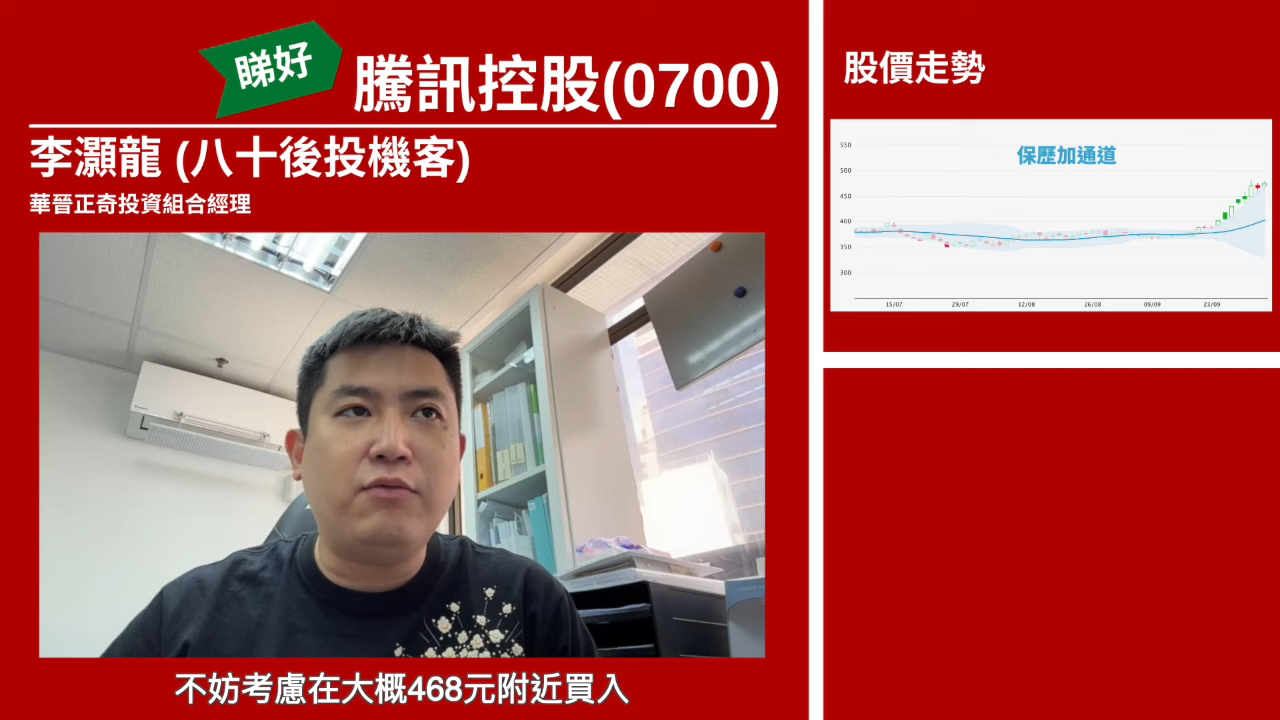 睇好
騰訊控股(0700)
李灝龍 (八十後投機客)
華晉正奇投資組合經理
不妨考慮在大概468元附近買入
股價走勢
保歷加通道
550
500
450
400
350
300
15/07 29/07 12/08 26/08 09/09 23/09